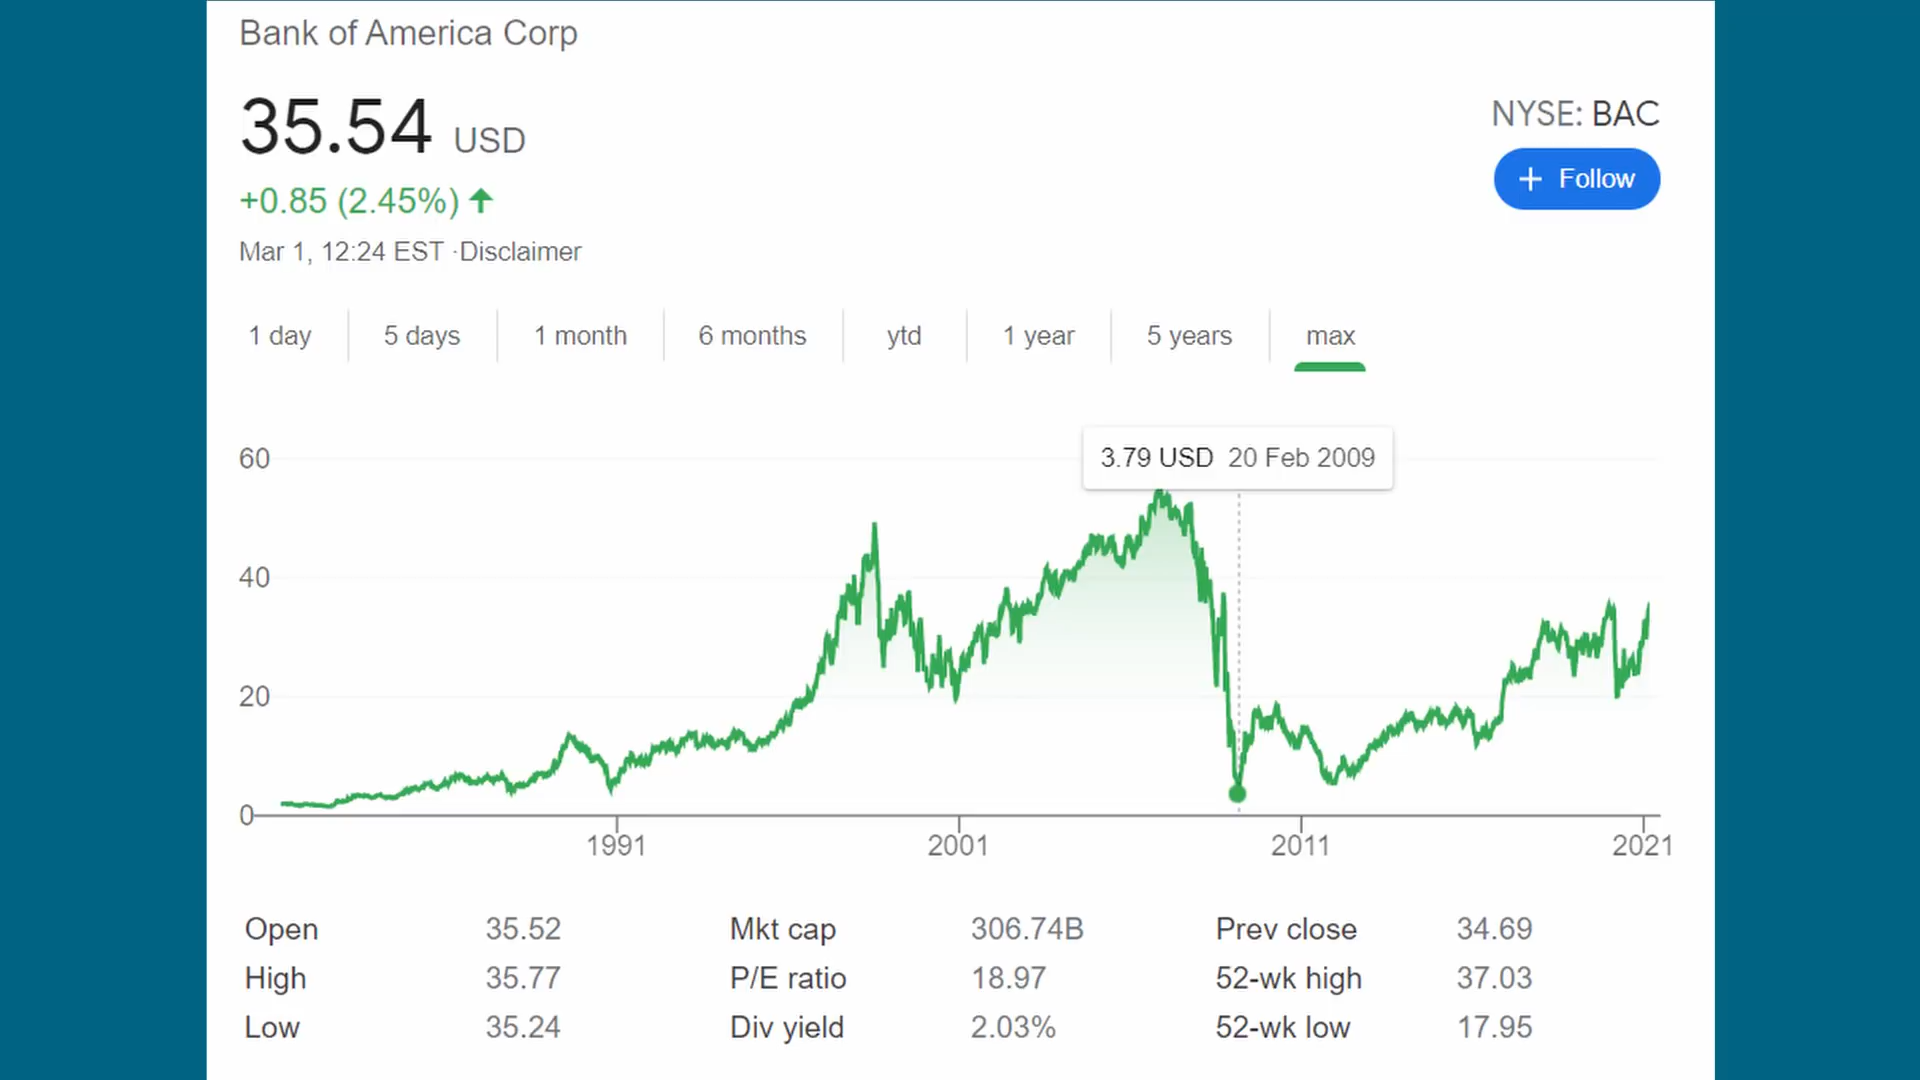 Bank of America Corp
35.54 USD
NYSE: BAC
+0.85 (2.45%)
+ Follow
Mar 1, 12:24 EST ·Disclaimer
1 day 5 days 1 month 6 months ytd 1 year 5 years max
3.79 USD 20 Feb 2009
60
40
20
0
1991 2001 2011 2021
Open 35.52 Mkt cap 306.74B Prev close 34.69
High 35.77 P/E ratio 18.97 52-wk high 37.03
Low 35.24 Div yield 2.03% 52-wk low 17.95